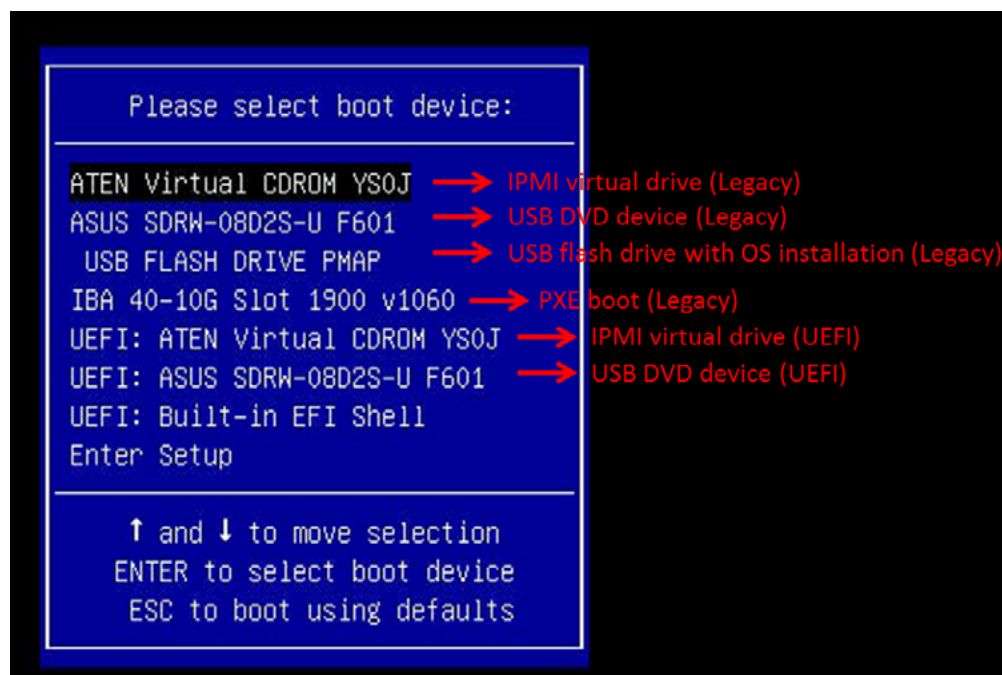 Please select boot device:
ATEN Virtual CDROM YS0J → IPMI virtual drive (Legacy)
ASUS SDRW-08D2S-U F601 → USB DVD device (Legacy)
USB FLASH DRIVE PMAP → USB flash drive with OS installation (Legacy)
IBA 40-10G Slot 1900 v1060 → PXE boot (Legacy)
UEFI: ATEN Virtual CDROM YS0J → IPMI virtual drive (UEFI)
UEFI: ASUS SDRW-08D2S-U F601 → USB DVD device (UEFI)
UEFI: Built-in EFI Shell
Enter Setup
↑ and ↓ to move selection
ENTER to select boot device
ESC to boot using defaults